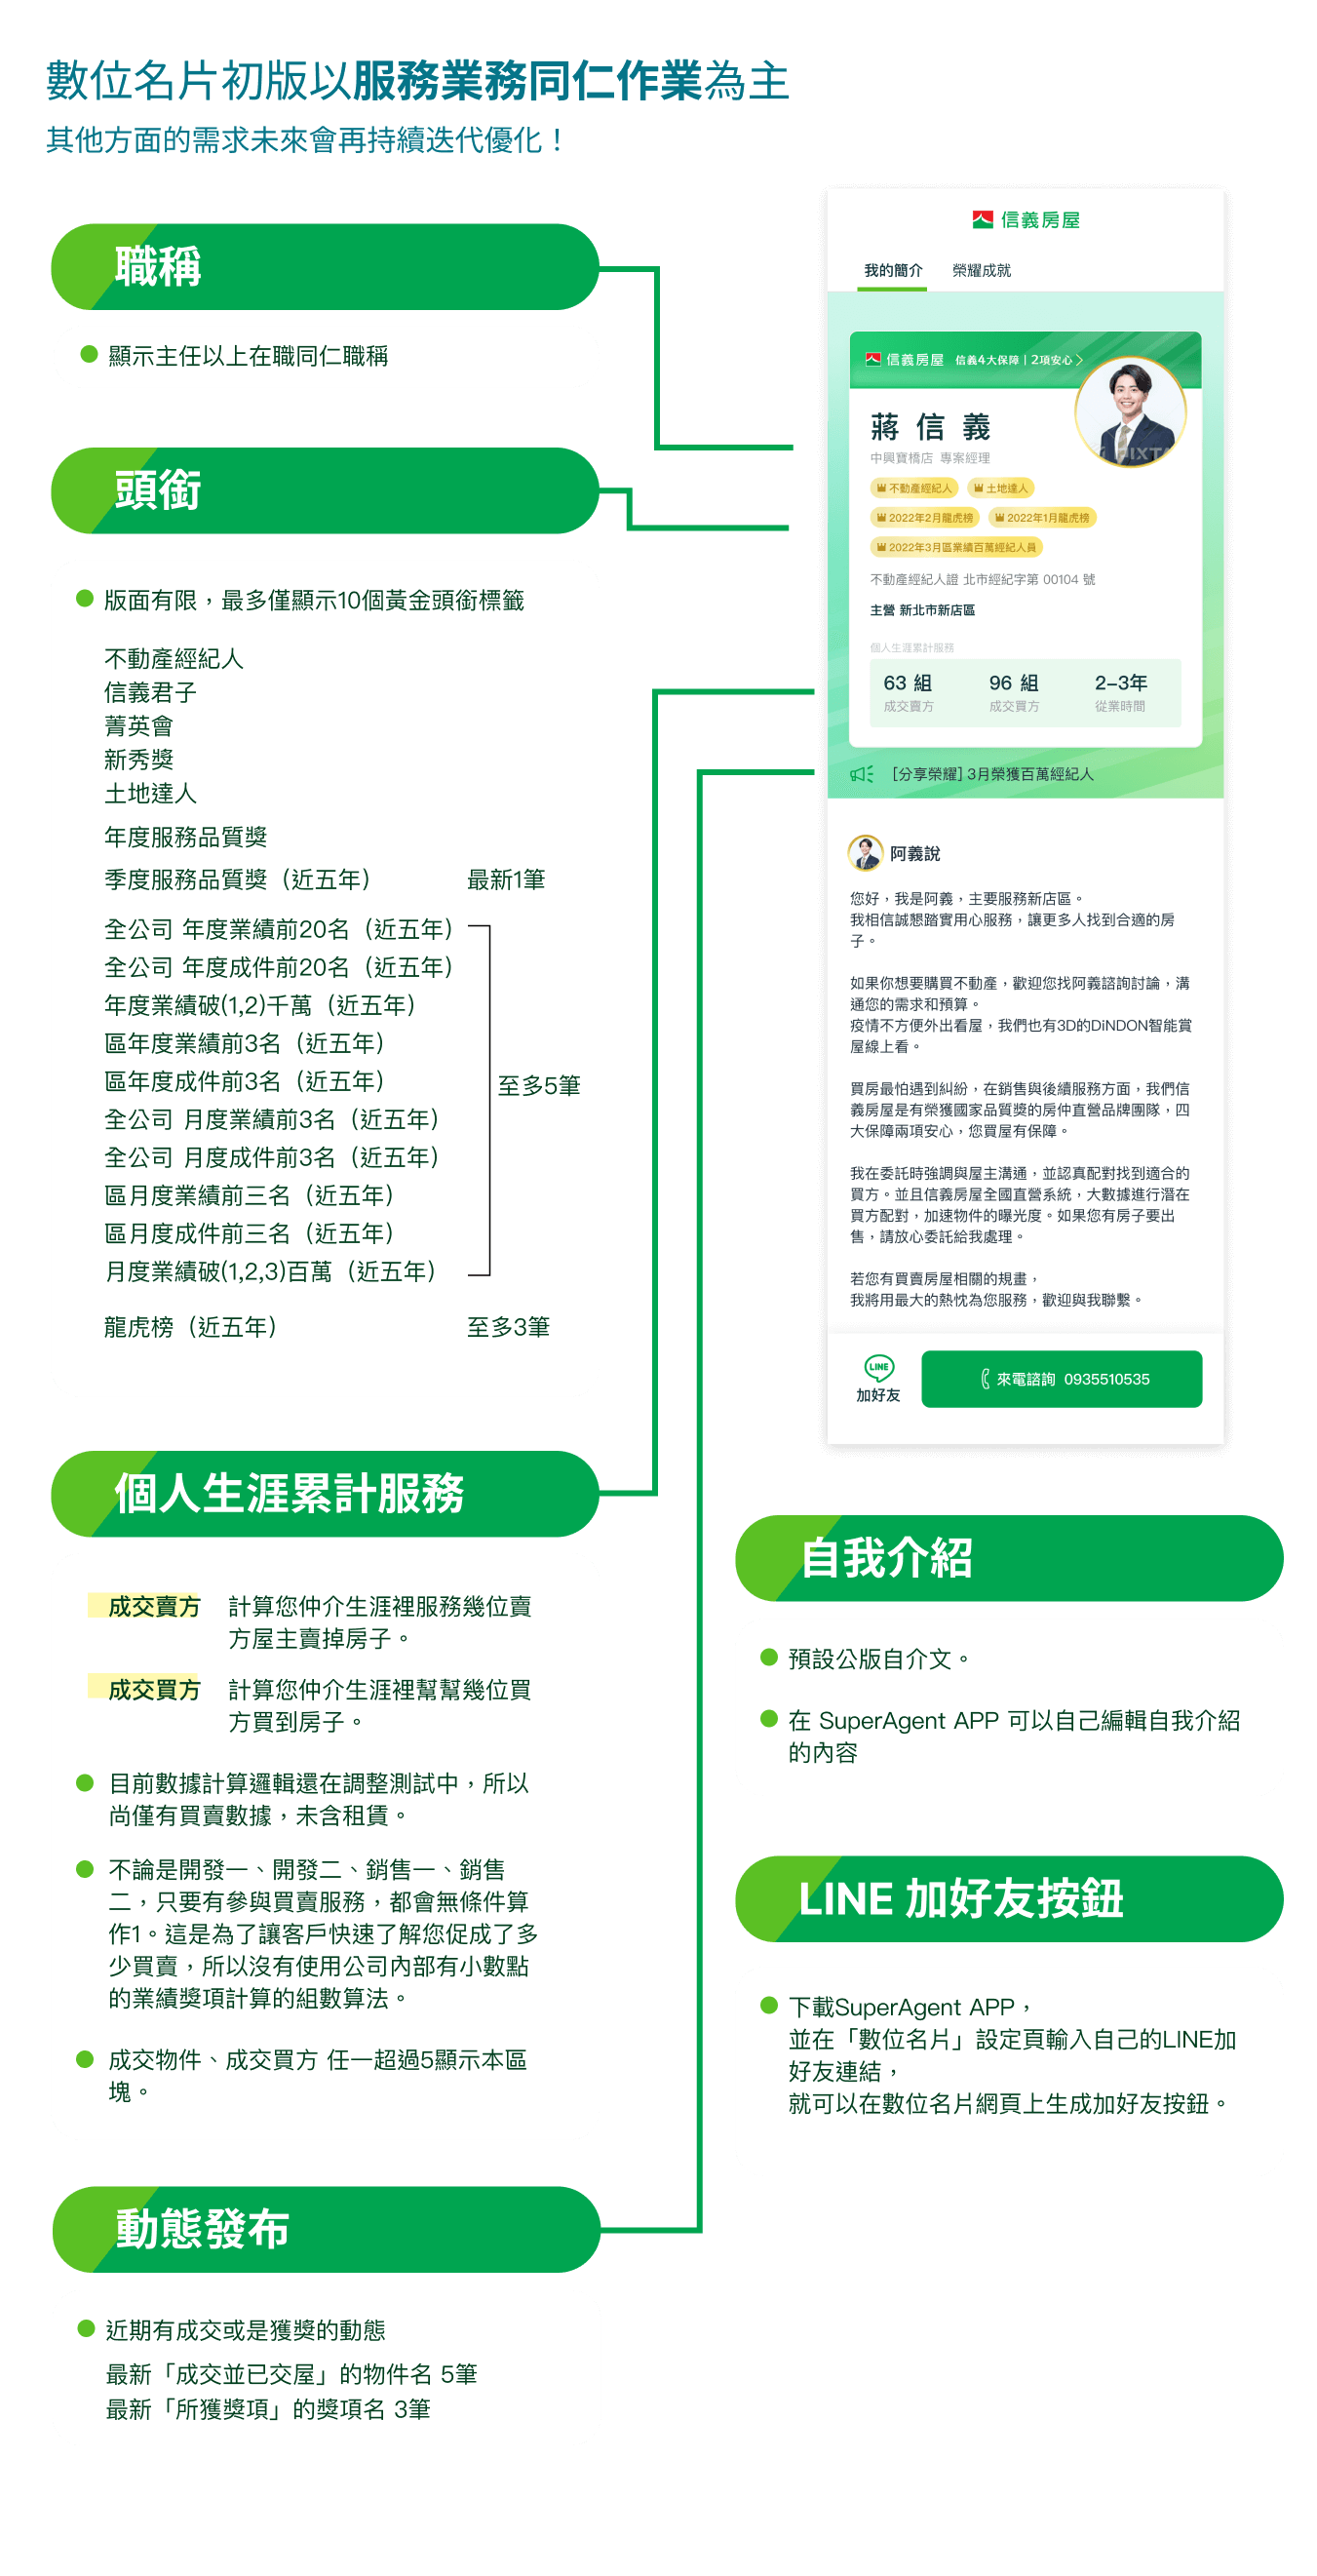 數位名片初版以服務業務同仁作業為主
其他方面的需求未來會再持續迭代優化！
職稱
顯示主任以上在職同仁職稱
頭銜
版面有限，最多僅顯示10個黃金頭銜標籤
不動產經紀人
信義君子
菁英會
新秀獎
土地達人
年度服務品質獎
季度服務品質獎（近五年） 最新1筆
全公司 年度業績前20名（近五年）
全公司 年度成件前20名（近五年）
年度業績破(1,2)千萬（近五年）
區年度業績前3名（近五年）
區年度成件前3名（近五年）
至多5筆
全公司 月度業績前3名（近五年）
全公司 月度成件前3名（近五年）
區月度業績前三名（近五年）
區月度成件前三名（近五年）
月度業績破(1,2,3)百萬（近五年）
龍虎榜（近五年） 至多3筆
個人生涯累計服務
成交賣方 計算您仲介生涯裡服務幾位賣
方屋主賣掉房子。
成交買方 計算您仲介生涯裡幫幫幾位買
方買到房子。
目前數據計算邏輯還在調整測試中，所以
尚僅有買賣數據，未含租賃。
不論是開發一、開發二、銷售一、銷售
二，只要有參與買賣服務，都會無條件算
作1。這是為了讓客戶快速了解您促成了多
少買賣，所以沒有使用公司內部有小數點
的業績獎項計算的組數算法。
成交物件、成交買方 任一超過5顯示本區
塊。
動態發布
近期有成交或是獲獎的動態
最新「成交並已交屋」的物件名 5筆
最新「所獲獎項」的獎項名 3筆
信義房屋
我的簡介 榮耀成就
信義房屋 信義4大保障 | 2項安心
PIXTA
蔣信義
中興寶橋店 專案經理
不動產經紀人 土地達人
2022年2月龍虎榜 2022年1月龍虎榜
2022年3月區業績百萬經紀人員
不動產經紀人證 北市經紀字第 00104 號
主營 新北市新店區
個人生涯累計服務
63 組 96 組 2-3年
成交賣方 成交買方 從業時間
[分享榮耀] 3月榮獲百萬經紀人
阿義說
您好，我是阿義，主要服務新店區。
我相信誠懇踏實用心服務，讓更多人找到合適的房
子。
如果你想要購買不動產，歡迎您找阿義諮詢討論，溝
通您的需求和預算。
疫情不方便外出看屋，我們也有3D的DiNDON智能賞
屋線上看。
買房最怕遇到糾紛，在銷售與後續服務方面，我們信
義房屋是有榮獲國家品質獎的房仲直營品牌團隊，四
大保障兩項安心，您買屋有保障。
我在委託時強調與屋主溝通，並認真配對找到適合的
買方。並且信義房屋全國直營系統，大數據進行潛在
買方配對，加速物件的曝光度。如果您有房子要出
售，請放心委託給我處理。
若您有買賣房屋相關的規畫，
我將用最大的熱忱為您服務，歡迎與我聯繫。
LINE
加好友
來電諮詢 0935510535
自我介紹
預設公版自介文。
在 SuperAgent APP 可以自己編輯自我介紹
的內容
LINE 加好友按鈕
下載SuperAgent APP，
並在「數位名片」設定頁輸入自己的LINE加
好友連結，
就可以在數位名片網頁上生成加好友按鈕。